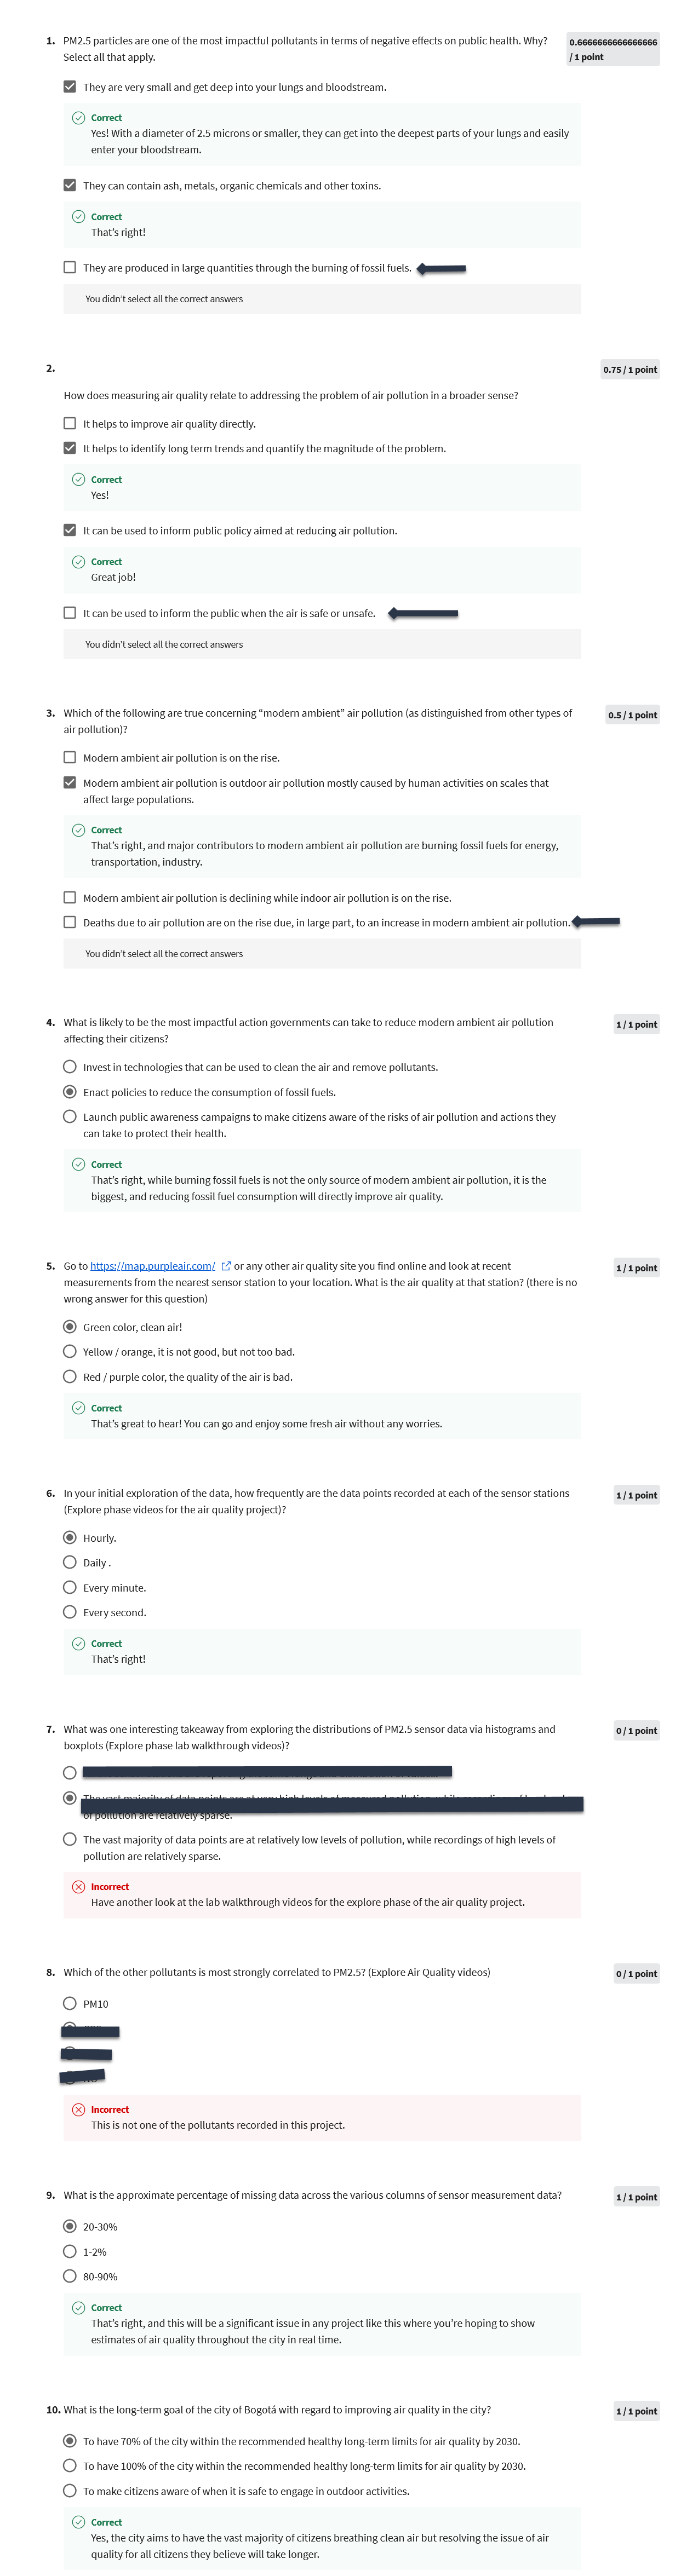 1. PM2.5 particles are one of the most impactful pollutants in terms of negative effects on public health. Why?
Select all that apply.
0.6666666666666666
/ 1 point
They are very small and get deep into your lungs and bloodstream.
Correct
Yes! With a diameter of 2.5 microns or smaller, they can get into the deepest parts of your lungs and easily
enter your bloodstream.
They can contain ash, metals, organic chemicals and other toxins.
Correct
That's right!
They are produced in large quantities through the burning of fossil fuels.
You didn't select all the correct answers
2.
0.75 / 1 point
How does measuring air quality relate to addressing the problem of air pollution in a broader sense?
It helps to improve air quality directly.
It helps to identify long term trends and quantify the magnitude of the problem.
Correct
Yes!
It can be used to inform public policy aimed at reducing air pollution.
Correct
Great job!
It can be used to inform the public when the air is safe or unsafe.
You didn't select all the correct answers
3. Which of the following are true concerning “modern ambient” air pollution (as distinguished from other types of
air pollution)?
0.5 / 1 point
Modern ambient air pollution is on the rise.
Modern ambient air pollution is outdoor air pollution mostly caused by human activities on scales that
affect large populations.
Correct
That's right, and major contributors to modern ambient air pollution are burning fossil fuels for energy,
transportation, industry.
Modern ambient air pollution is declining while indoor air pollution is on the rise.
Deaths due to air pollution are on the rise due, in large part, to an increase in modern ambient air pollution.
You didn't select all the correct answers
4. What is likely to be the most impactful action governments can take to reduce modern ambient air pollution
affecting their citizens?
1 / 1 point
Invest in technologies that can be used to clean the air and remove pollutants.
Enact policies to reduce the consumption of fossil fuels.
Launch public awareness campaigns to make citizens aware of the risks of air pollution and actions they
can take to protect their health.
Correct
That's right, while burning fossil fuels is not the only source of modern ambient air pollution, it is the
biggest, and reducing fossil fuel consumption will directly improve air quality.
5. Go to https://map.purpleair.com/ or any other air quality site you find online and look at recent
measurements from the nearest sensor station to your location. What is the air quality at that station? (there is no
wrong answer for this question)
1 / 1 point
Green color, clean air!
Yellow / orange, it is not good, but not too bad.
Red / purple color, the quality of the air is bad.
Correct
That's great to hear! You can go and enjoy some fresh air without any worries.
6. In your initial exploration of the data, how frequently are the data points recorded at each of the sensor stations
(Explore phase videos for the air quality project)?
1 / 1 point
Hourly.
Daily .
Every minute.
Every second.
Correct
That's right!
7. What was one interesting takeaway from exploring the distributions of PM2.5 sensor data via histograms and
boxplots (Explore phase lab walkthrough videos)?
0 / 1 point
of pollution are relatively sparse.
The vast majority of data points are at relatively low levels of pollution, while recordings of high levels of
pollution are relatively sparse.
Incorrect
Have another look at the lab walkthrough videos for the explore phase of the air quality project.
8. Which of the other pollutants is most strongly correlated to PM2.5? (Explore Air Quality videos)
0 / 1 point
PM10
Incorrect
This is not one of the pollutants recorded in this project.
9. What is the approximate percentage of missing data across the various columns of sensor measurement data?
1 / 1 point
20-30%
1-2%
80-90%
Correct
That's right, and this will be a significant issue in any project like this where you're hoping to show
estimates of air quality throughout the city in real time.
10. What is the long-term goal of the city of Bogotá with regard to improving air quality in the city?
1 / 1 point
To have 70% of the city within the recommended healthy long-term limits for air quality by 2030.
To have 100% of the city within the recommended healthy long-term limits for air quality by 2030.
To make citizens aware of when it is safe to engage in outdoor activities.
Correct
Yes, the city aims to have the vast majority of citizens breathing clean air but resolving the issue of air
quality for all citizens they believe will take longer.